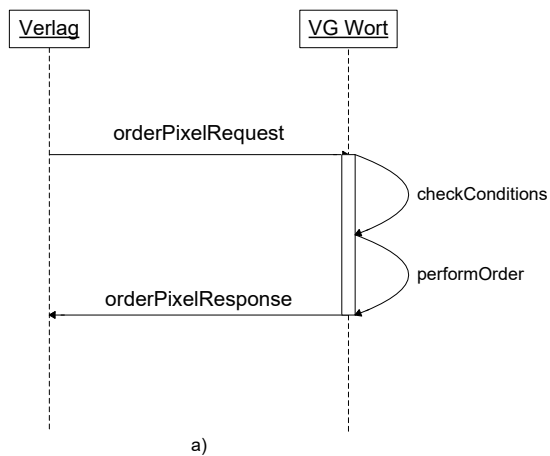 Verlag
VG Wort
orderPixelRequest
checkConditions
performOrder
orderPixelResponse
a)